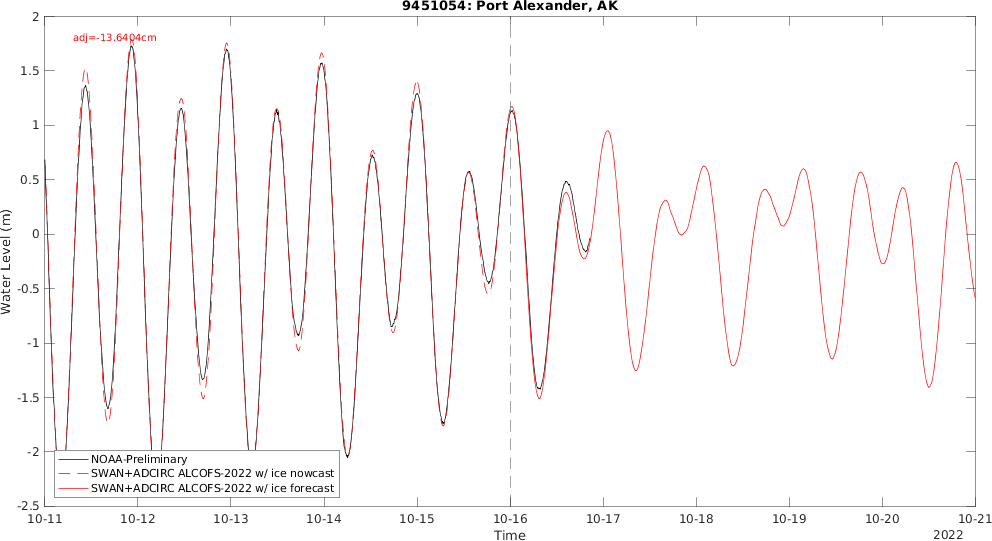 9451054: Port Alexander, AK
adj=-13.6404cm
Water Level (m)
2
1.5
1
0.5
0
-0.5
-1
-1.5
-2
-2.5
NOAA-Preliminary
SWAN+ADCIRC ALCOFS-2022 w/ ice nowcast
SWAN+ADCIRC ALCOFS-2022 w/ ice forecast
10-11 10-12 10-13 10-14 10-15 10-16 10-17 10-18 10-19 10-20 10-21
Time
2022